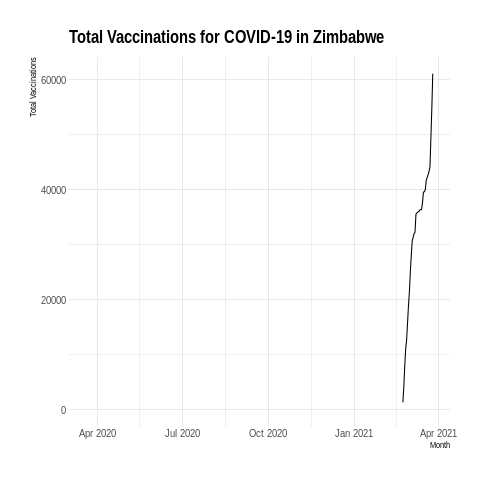 Total Vaccinations for COVID-19 in Zimbabwe
Total Vaccinations
60000
40000
20000
0
Apr 2020 Jul 2020 Oct 2020 Jan 2021 Apr 2021
Month